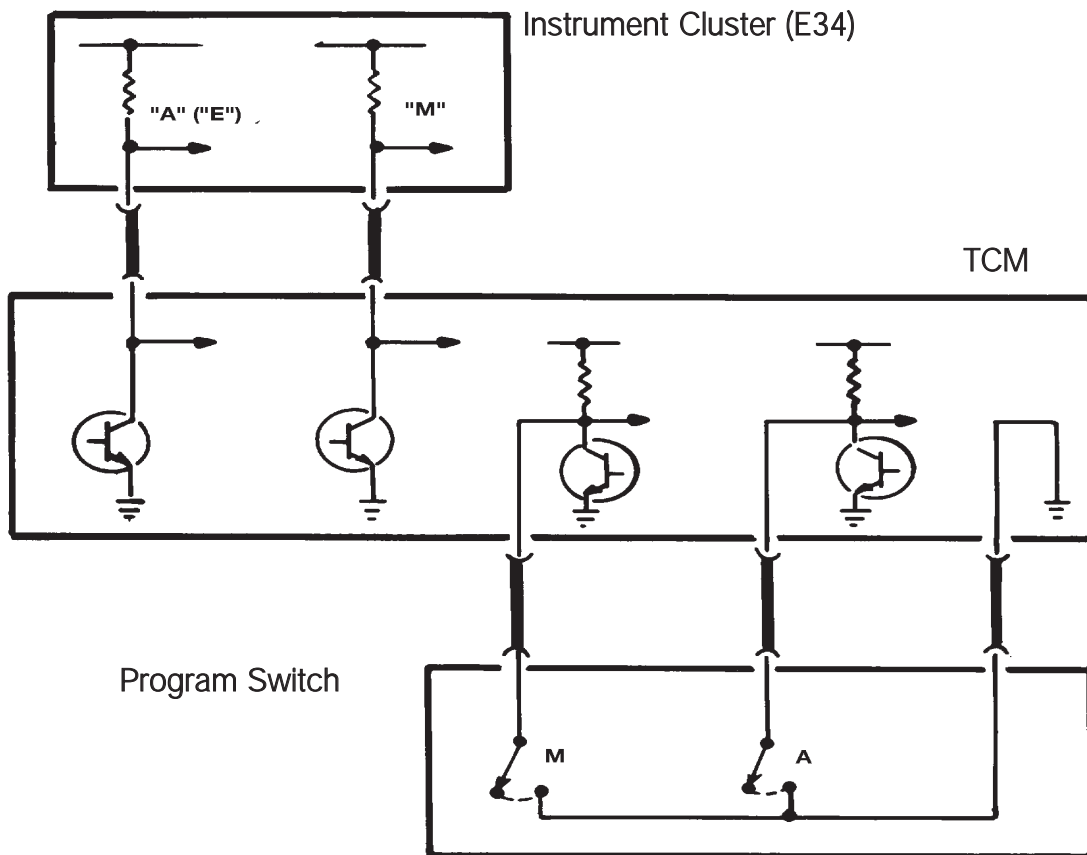 Instrument Cluster (E34)
"A" ("E")
"M"
TCM
Program Switch
M
A